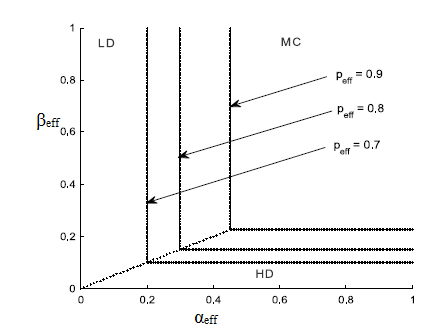 LD MC
1
0.8
β_eff
0.6
0.4
0.2
0
p_eff = 0.9
p_eff = 0.8
p_eff = 0.7
HD
0 0.2 0.4 0.6 0.8 1
α_eff